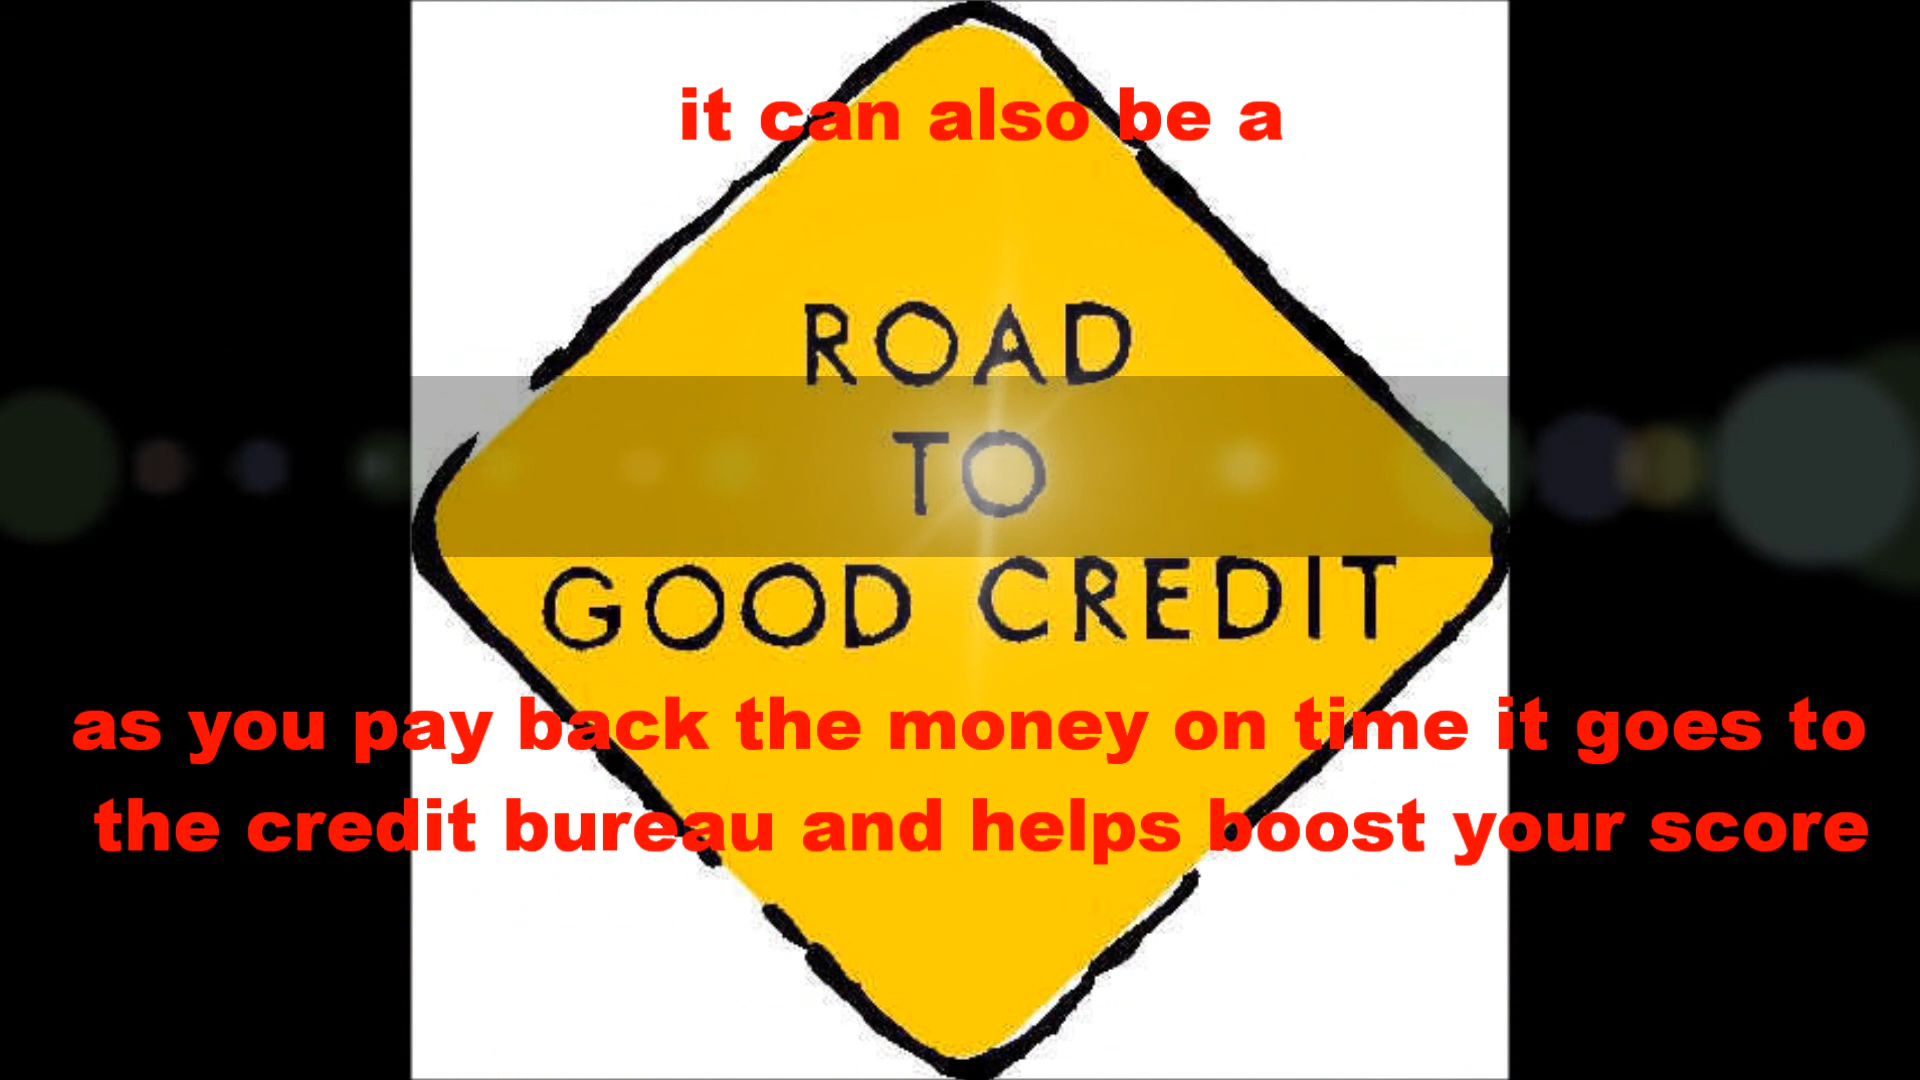 it can also be a
ROAD
TO
GOOD CREDIT
as you pay back the money on time it goes to
the credit bureau and helps boost your score